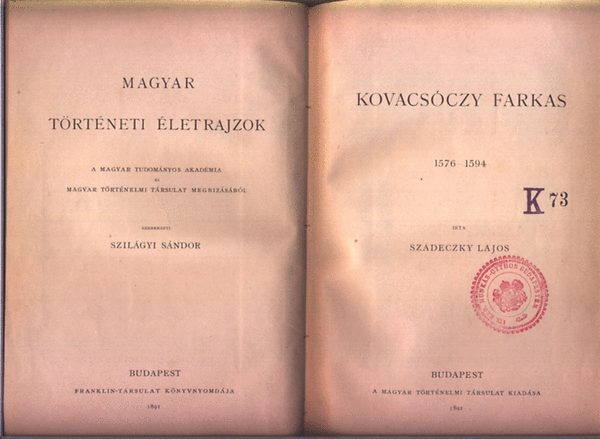 MAGYAR
TÖRTÉNETI ÉLETRAJZOK
A MAGYAR TUDOMÁNYOS AKADÉMIA
ÉS
MAGYAR TÖRTÉNELMI TÁRSULAT MEGBIZÁSÁBÓL
SZERKESZTI
SZILÁGYI SÁNDOR
BUDAPEST
FRANKLIN-TÁRSULAT KÖNYVNYOMDÁJA
1891
KOVACSÓCZY FARKAS
1576–1594
K 73
IRTA
SZÁDECZKY LAJOS
BUDAPEST
A MAGYAR TÖRTÉNELMI TÁRSULAT KIADÁSA
1891